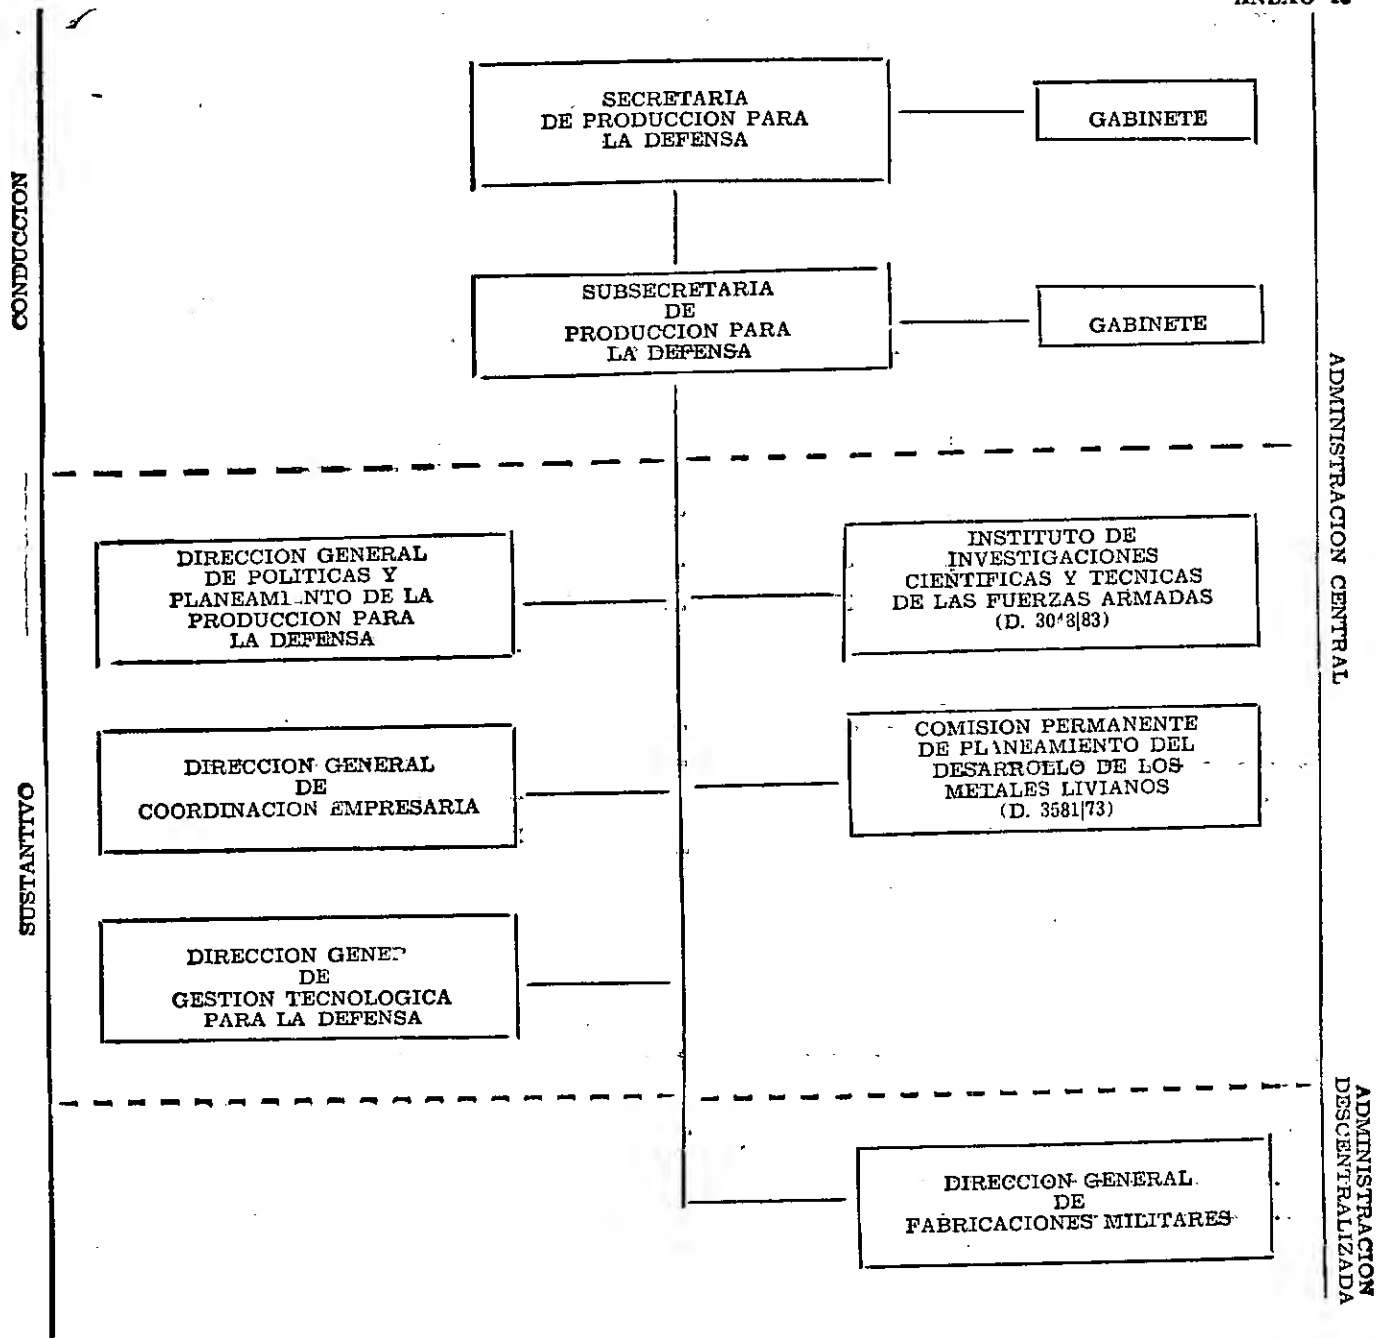 SECRETARIA
DE PRODUCCION PARA
LA DEFENSA
GABINETE
SUBSECRETARIA
DE
PRODUCCION PARA
LA DEFENSA
GABINETE
CONDUCCION
ADMINISTRACION CENTRAL
DIRECCION GENERAL
DE POLITICAS Y
DE LA
PRODUCCION PARA
LA DEFENSA
INSTITUTO DE
INVESTIGACIONES
CIENTIFICAS Y TECNICAS
DE LAS FUERZAS ARMADAS
(D.
DIRECCION GENERAL
DE
COORDINACION EMPRESARIA
COMISION PERMANENTE
DE PLANEAMIENTO DEL
DESARROLLO DE LOS
METALES LIVIANOS
(D. 3581|73)
SUSTANTIVO
DIRECCION
DE
GESTION TECNOLOGICA
PARA LA DEFENSA
DIRECCION GENERAL
DE
FABRICACIONES MILITARES
ADMINISTRACION
DESCENTRALIZADA